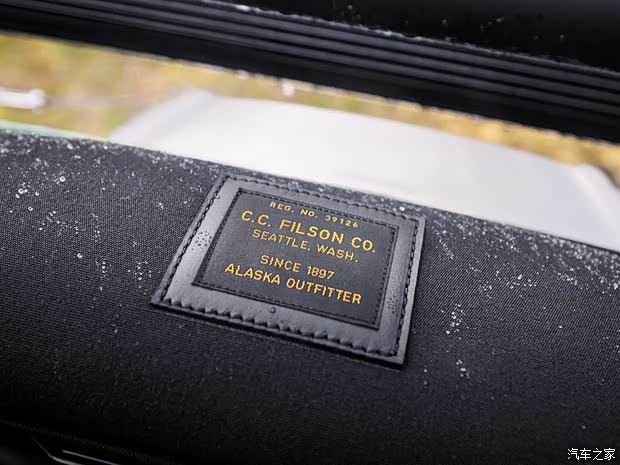 REG. NO. 39126
C.C. FILSON CO.
SEATTLE, WASH.
SINCE 1897
ALASKA OUTFITTER
汽车之家